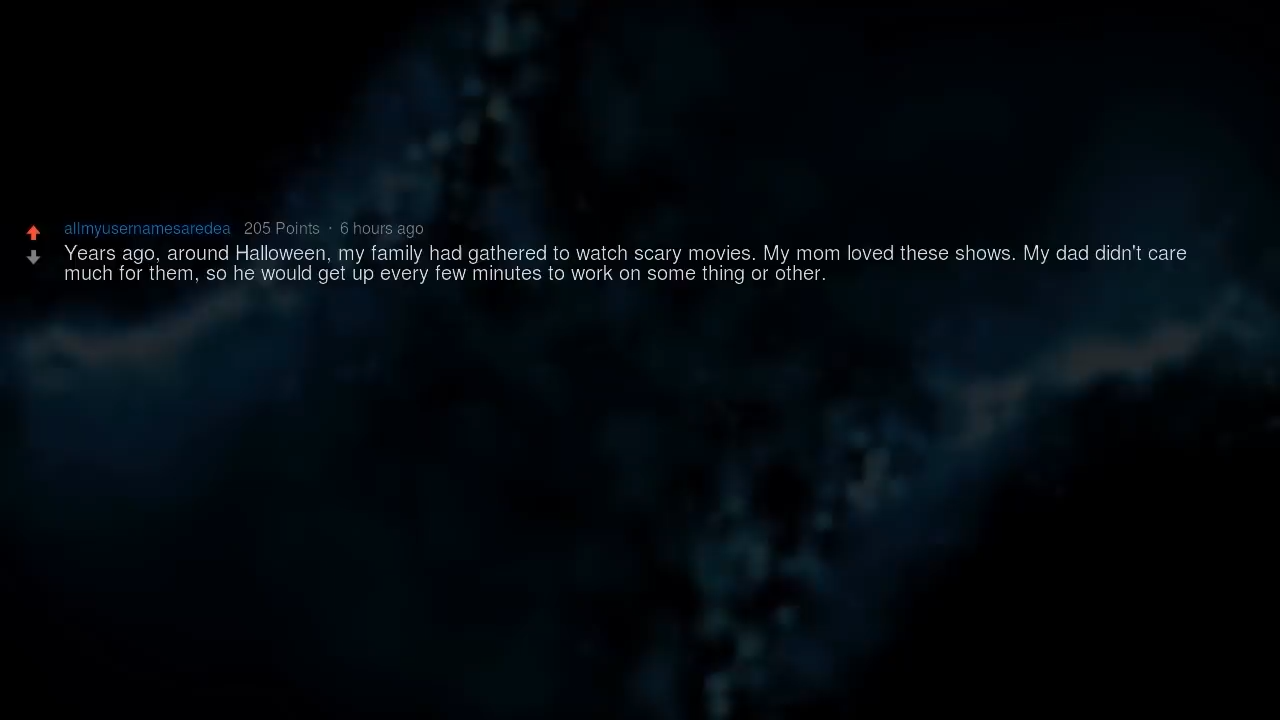 allmyusernamesaredea 205 Points · 6 hours ago
Years ago, around Halloween, my family had gathered to watch scary movies. My mom loved these shows. My dad didn't care
much for them, so he would get up every few minutes to work on some thing or other.